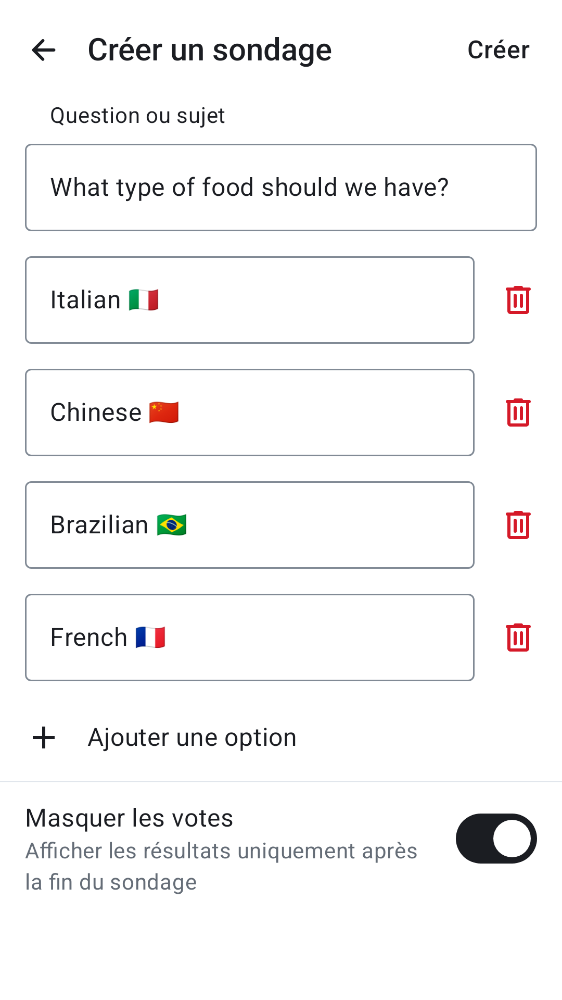 Créer un sondage
Créer
Question ou sujet
What type of food should we have?
Italian 🇮🇹
Chinese 🇨🇳
Brazilian 🇧🇷
French 🇫🇷
Ajouter une option
Masquer les votes
Afficher les résultats uniquement après
la fin du sondage